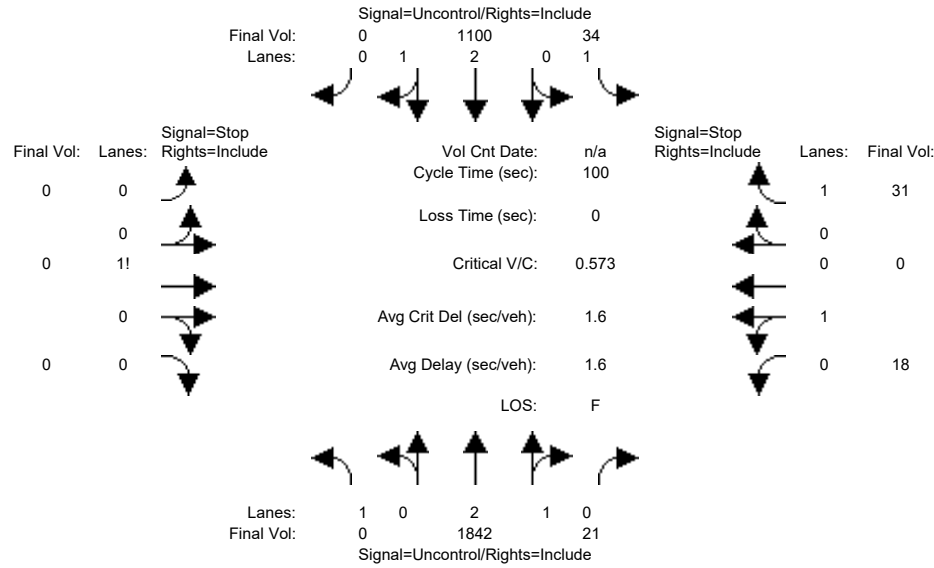 Signal=Uncontrol/Rights=Include
Final Vol: 0 1100 34
Lanes: 0 1 2 0 1
Signal=Stop Signal=Stop
Final Vol: Lanes: Rights=Include Vol Cnt Date: n/a Rights=Include Lanes: Final Vol:
Cycle Time (sec): 100
0 0 1 31
Loss Time (sec): 0
0 0
0 1! Critical V/C: 0.573 0 0
0 Avg Crit Del (sec/veh): 1.6 1
0 0 Avg Delay (sec/veh): 1.6 0 18
LOS: F
Lanes: 1 0 2 1 0
Final Vol: 0 1842 21
Signal=Uncontrol/Rights=Include